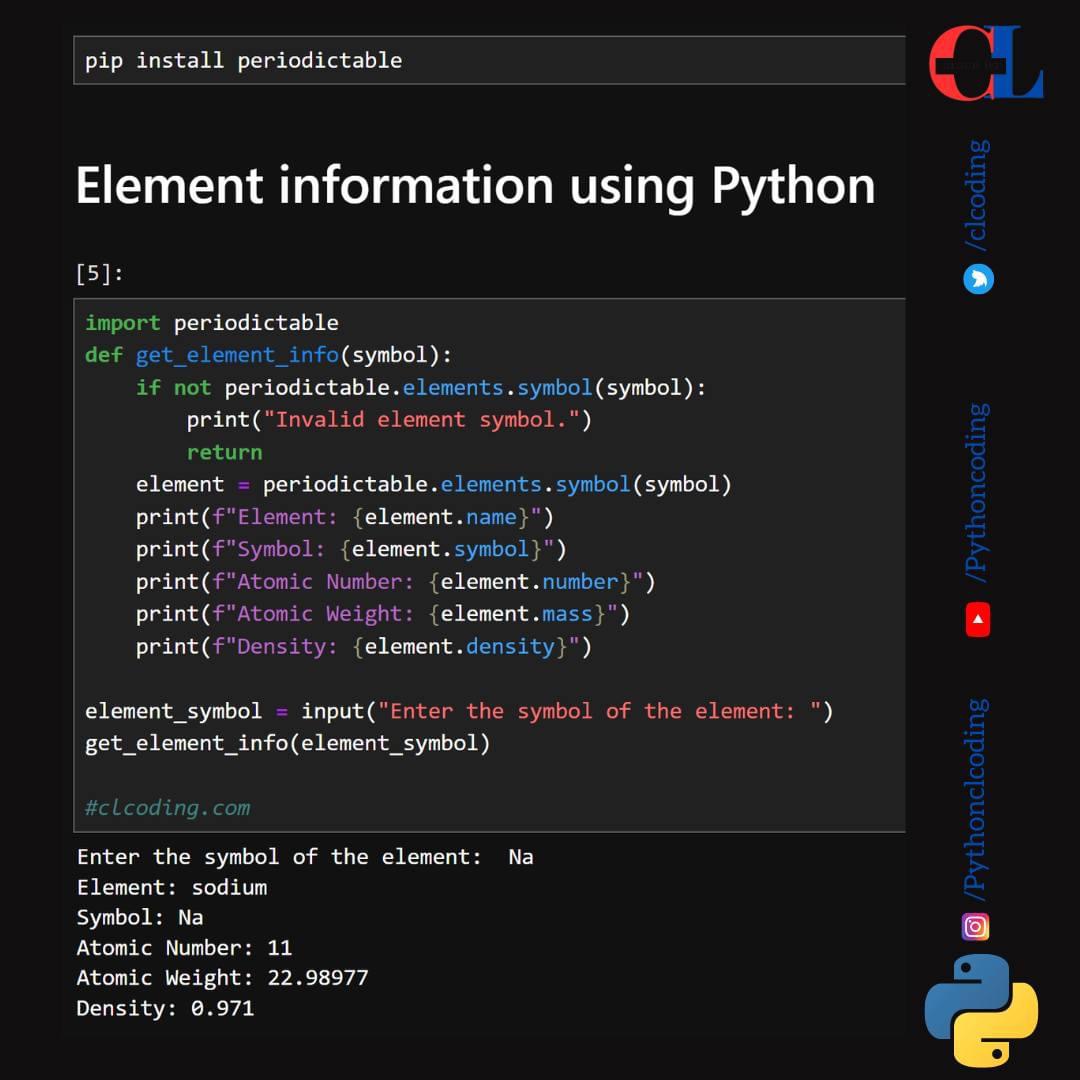 pip install periodictable
Element information using Python
[5]:
import periodictable
def get_element_info(symbol):
    if not periodictable.elements.symbol(symbol):
        print("Invalid element symbol.")
        return
    element = periodictable.elements.symbol(symbol)
    print(f"Element: {element.name}")
    print(f"Symbol: {element.symbol}")
    print(f"Atomic Number: {element.number}")
    print(f"Atomic Weight: {element.mass}")
    print(f"Density: {element.density}")
element_symbol = input("Enter the symbol of the element: ")
get_element_info(element_symbol)
#clcoding.com
Enter the symbol of the element:  Na
Element: sodium
Symbol: Na
Atomic Number: 11
Atomic Weight: 22.98977
Density: 0.971
CL
/clcoding
/Pythoncoding
/Pythonclcoding